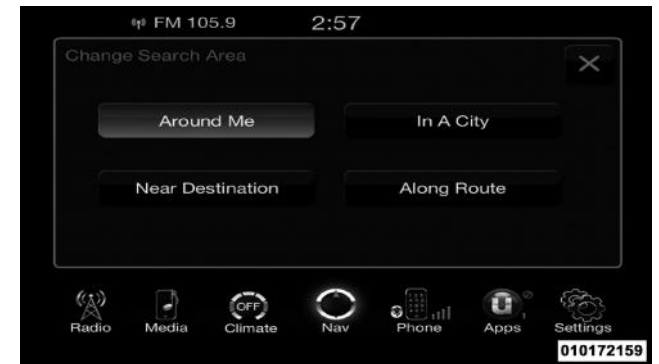 FM 105.9 2:57
Change Search Area
Around Me In A City
Near Destination Along Route
OFF
Radio Media Climate Nav Phone Apps Settings
010172159